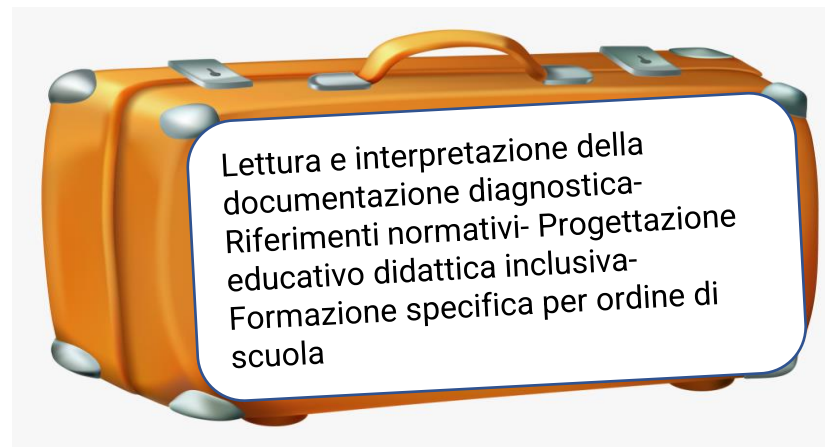 Lettura e interpretazione della
documentazione diagnostica-
Riferimenti normativi- Progettazione
educativo didattica inclusiva-
Formazione specifica per ordine di
scuola